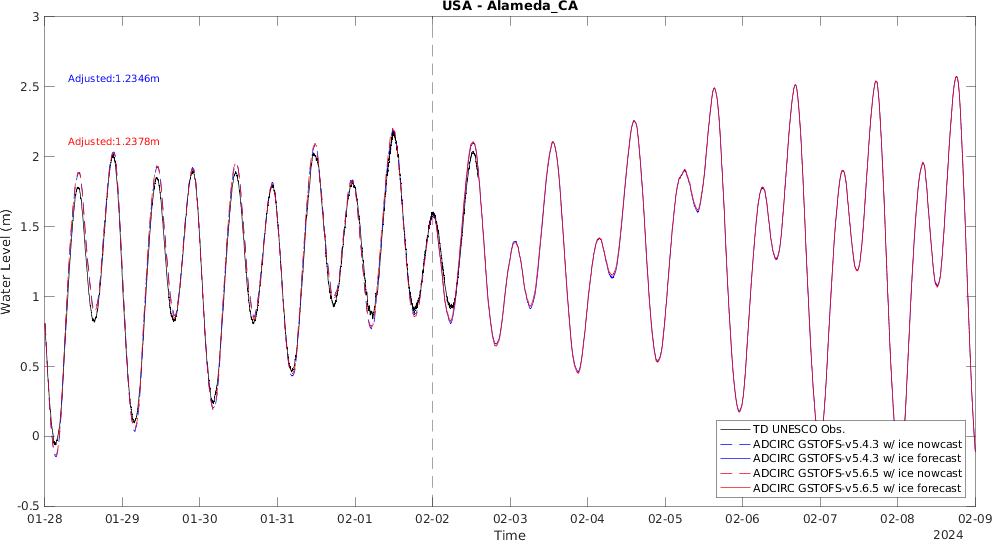 USA - Alameda_CA
Adjusted:1.2346m
Adjusted:1.2378m
Water Level (m)
3
2.5
2
1.5
1
0.5
0
-0.5
TD UNESCO Obs.
ADCIRC GSTOFS-v5.4.3 w/ ice nowcast
ADCIRC GSTOFS-v5.4.3 w/ ice forecast
ADCIRC GSTOFS-v5.6.5 w/ ice nowcast
ADCIRC GSTOFS-v5.6.5 w/ ice forecast
01-28 01-29 01-30 01-31 02-01 02-02 02-03 02-04 02-05 02-06 02-07 02-08 02-09
Time
2024